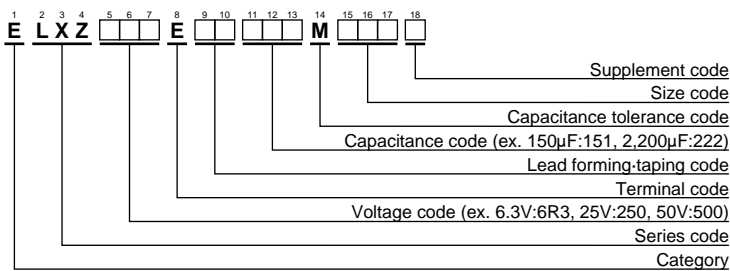 1 2 3 4 5 6 7 8 9 10 11 12 13 14 15 16 17 18
E L X Z E M
Supplement code
Size code
Capacitance tolerance code
Capacitance code (ex. 150µF:151, 2,200µF:222)
Lead forming·taping code
Terminal code
Voltage code (ex. 6.3V:6R3, 25V:250, 50V:500)
Series code
Category